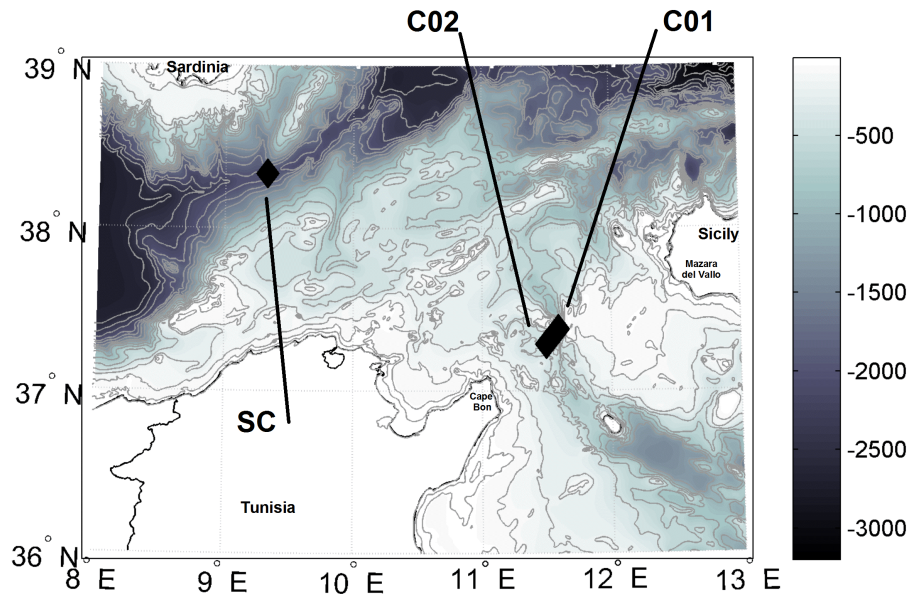 C02
C01
39° N
Sardinia
-500
-1000
38° N
Sicily
Mazara
del Vallo
-1500
-2000
37° N
Cape
Bon
SC
-2500
Tunisia
-3000
36° N
8° E
9° E
10° E
11° E
12° E
13° E